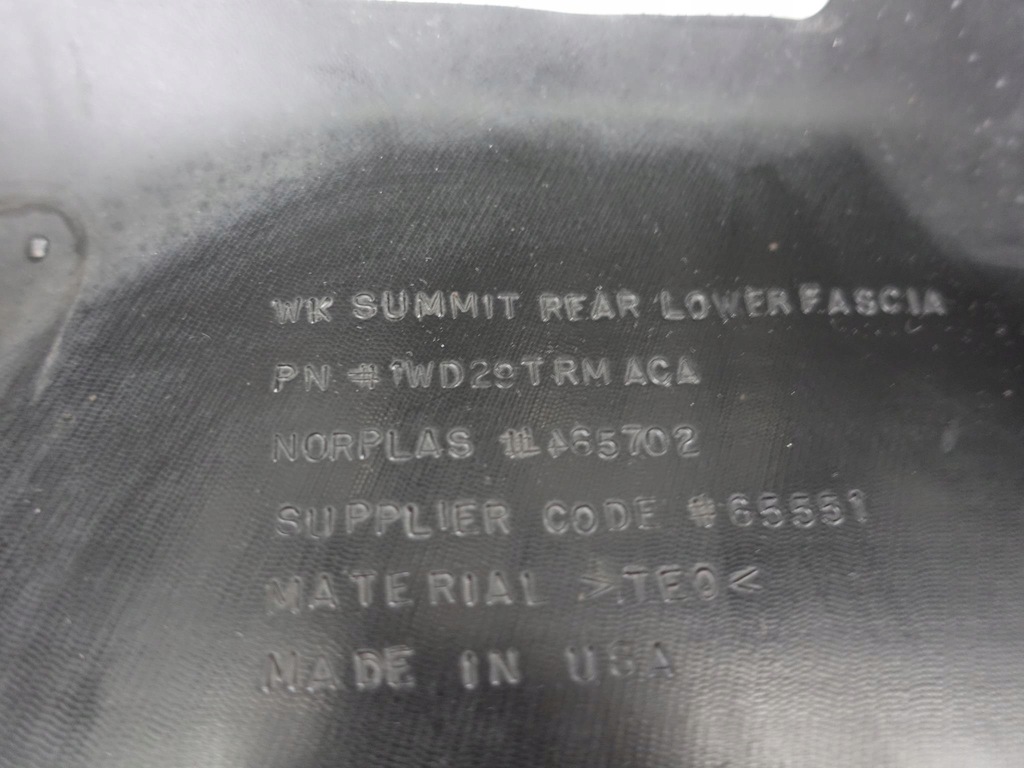 WK SUMMIT REAR LOWER FASCIA
PN #1WD29TRMACA
NORPLAS
SUPPLIER CODE #65551
MATERIAL >TEO<
MADE IN USA